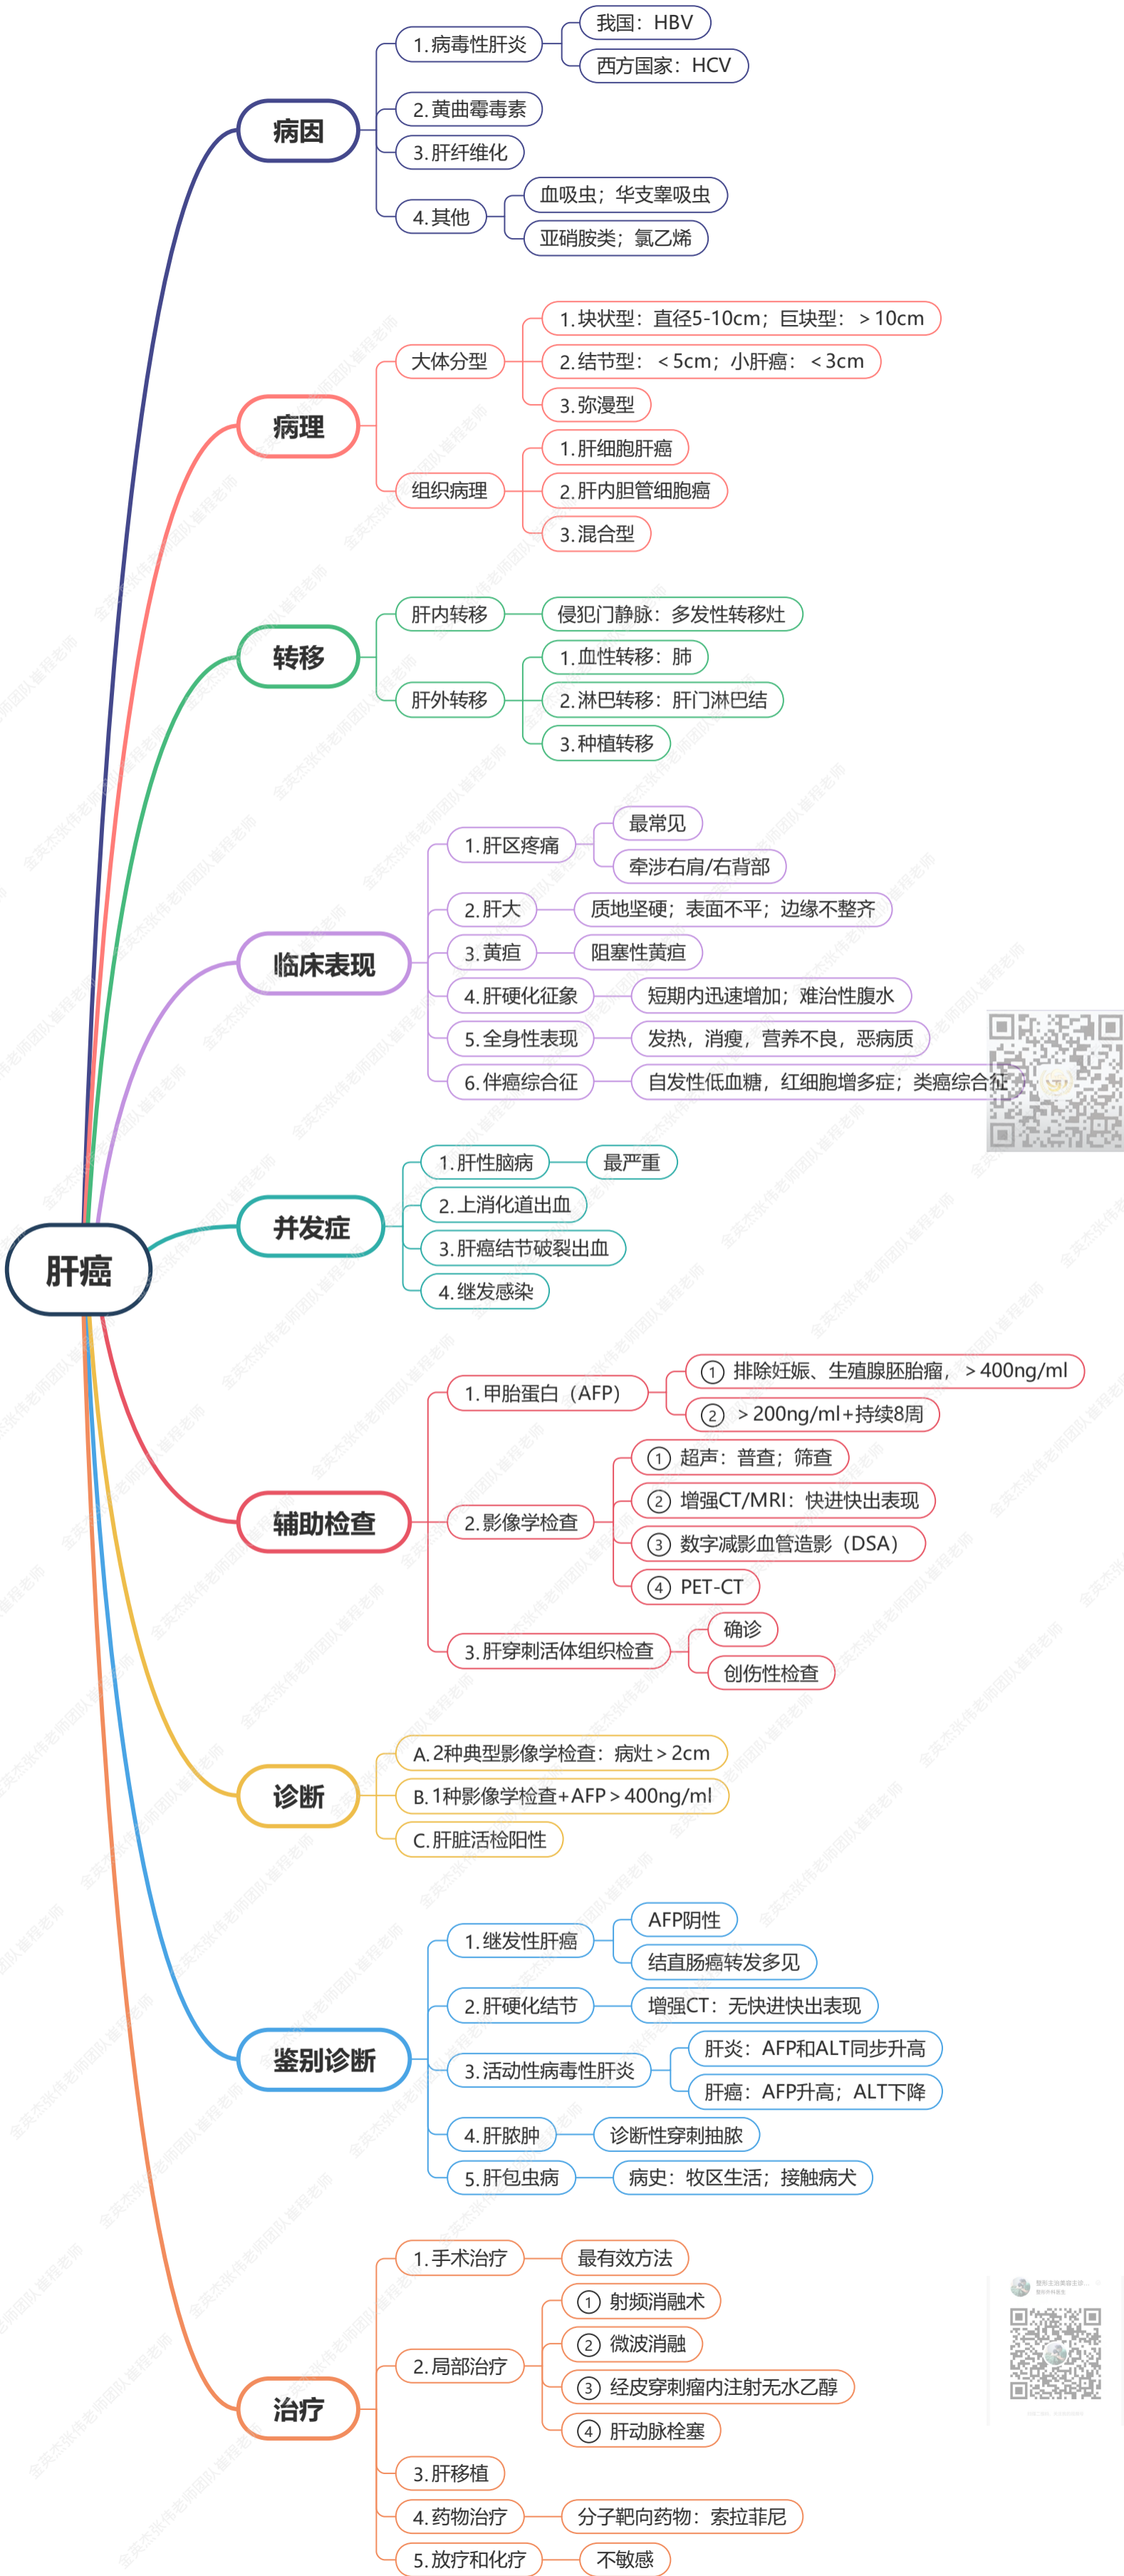 肝癌
病因
1.病毒性肝炎
我国：HBV
西方国家：HCV
2.黄曲霉毒素
3.肝纤维化
4.其他
血吸虫；华支睾吸虫
亚硝胺类；氯乙烯
病理
大体分型
1.块状型：直径5-10cm；巨块型：＞10cm
2.结节型：＜5cm；小肝癌：＜3cm
3.弥漫型
组织病理
1.肝细胞肝癌
2.肝内胆管细胞癌
3.混合型
转移
肝内转移
侵犯门静脉：多发性转移灶
肝外转移
1.血性转移：肺
2.淋巴转移：肝门淋巴结
3.种植转移
临床表现
1.肝区疼痛
最常见
牵涉右肩/右背部
2.肝大
质地坚硬；表面不平；边缘不整齐
3.黄疸
阻塞性黄疸
4.肝硬化征象
短期内迅速增加；难治性腹水
5.全身性表现
发热，消瘦，营养不良，恶病质
6.伴癌综合征
自发性低血糖，红细胞增多症；类癌综合征
并发症
1.肝性脑病
最严重
2.上消化道出血
3.肝癌结节破裂出血
4.继发感染
辅助检查
1.甲胎蛋白（AFP）
① 排除妊娠、生殖腺胚胎瘤，＞400ng/ml
② ＞200ng/ml+持续8周
2.影像学检查
① 超声：普查；筛查
② 增强CT/MRI：快进快出表现
③ 数字减影血管造影（DSA）
④ PET-CT
3.肝穿刺活体组织检查
确诊
创伤性检查
诊断
A.2种典型影像学检查：病灶＞2cm
B.1种影像学检查+AFP＞400ng/ml
C.肝脏活检阳性
鉴别诊断
1.继发性肝癌
AFP阴性
结直肠癌转发多见
2.肝硬化结节
增强CT：无快进快出表现
3.活动性病毒性肝炎
肝炎：AFP和ALT同步升高
肝癌：AFP升高；ALT下降
4.肝脓肿
诊断性穿刺抽脓
5.肝包虫病
病史：牧区生活；接触病犬
治疗
1.手术治疗
最有效方法
2.局部治疗
① 射频消融术
② 微波消融
③ 经皮穿刺瘤内注射无水乙醇
④ 肝动脉栓塞
3.肝移植
4.药物治疗
分子靶向药物：索拉菲尼
5.放疗和化疗
不敏感
金英杰张伟老师团队崔程老师